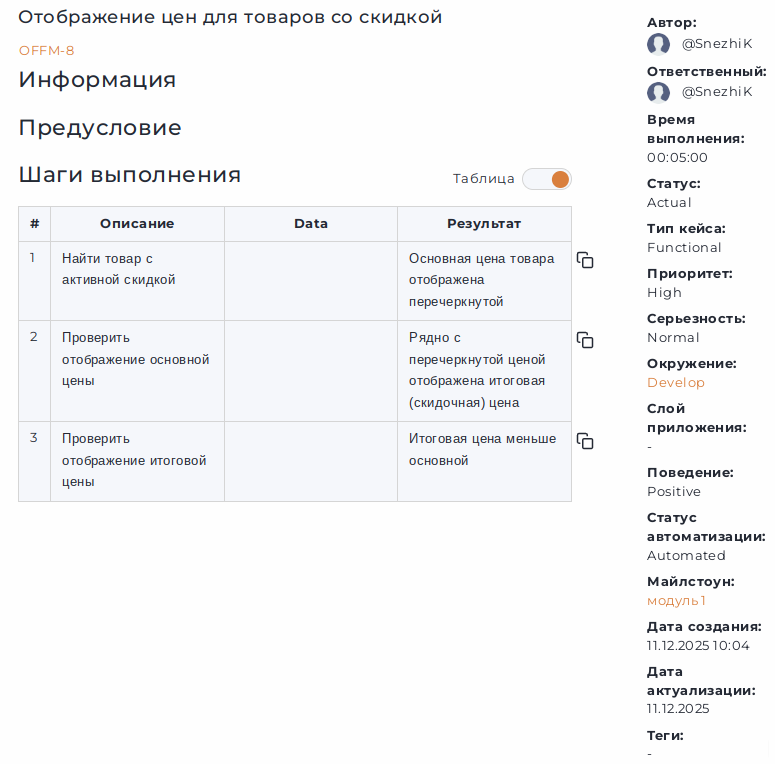 Отображение цен для товаров со скидкой
OFFM-8
Информация
Предусловие
Шаги выполнения
Таблица
# Описание Data Результат
1 Найти товар с активной скидкой Основная цена товара отображена перечеркнутой
2 Проверить отображение основной цены Рядно с перечеркнутой ценой отображена итоговая (скидочная) цена
3 Проверить отображение итоговой цены Итоговая цена меньше основной
Автор:
@SnezhiK
Ответственный:
@SnezhiK
Время
выполнения:
00:05:00
Статус:
Actual
Тип кейса:
Functional
Приоритет:
High
Серьезность:
Normal
Окружение:
Develop
Слой
приложения:
-
Поведение:
Positive
Статус
автоматизации:
Automated
Майлстоун:
модуль 1
Дата создания:
11.12.2025 10:04
Дата
актуализации:
11.12.2025
Теги:
-